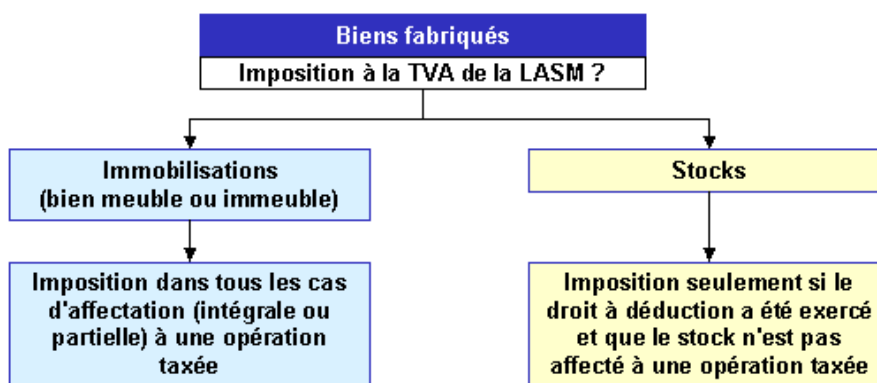 Biens fabriqués
Imposition à la TVA de la LASM ?
Immobilisations
(bien meuble ou immeuble)
Stocks
Imposition dans tous les cas
d'affectation (intégrale ou
partielle) à une opération
taxée
Imposition seulement si le
droit à déduction a été exercé
et que le stock n'est pas
affecté à une opération taxée